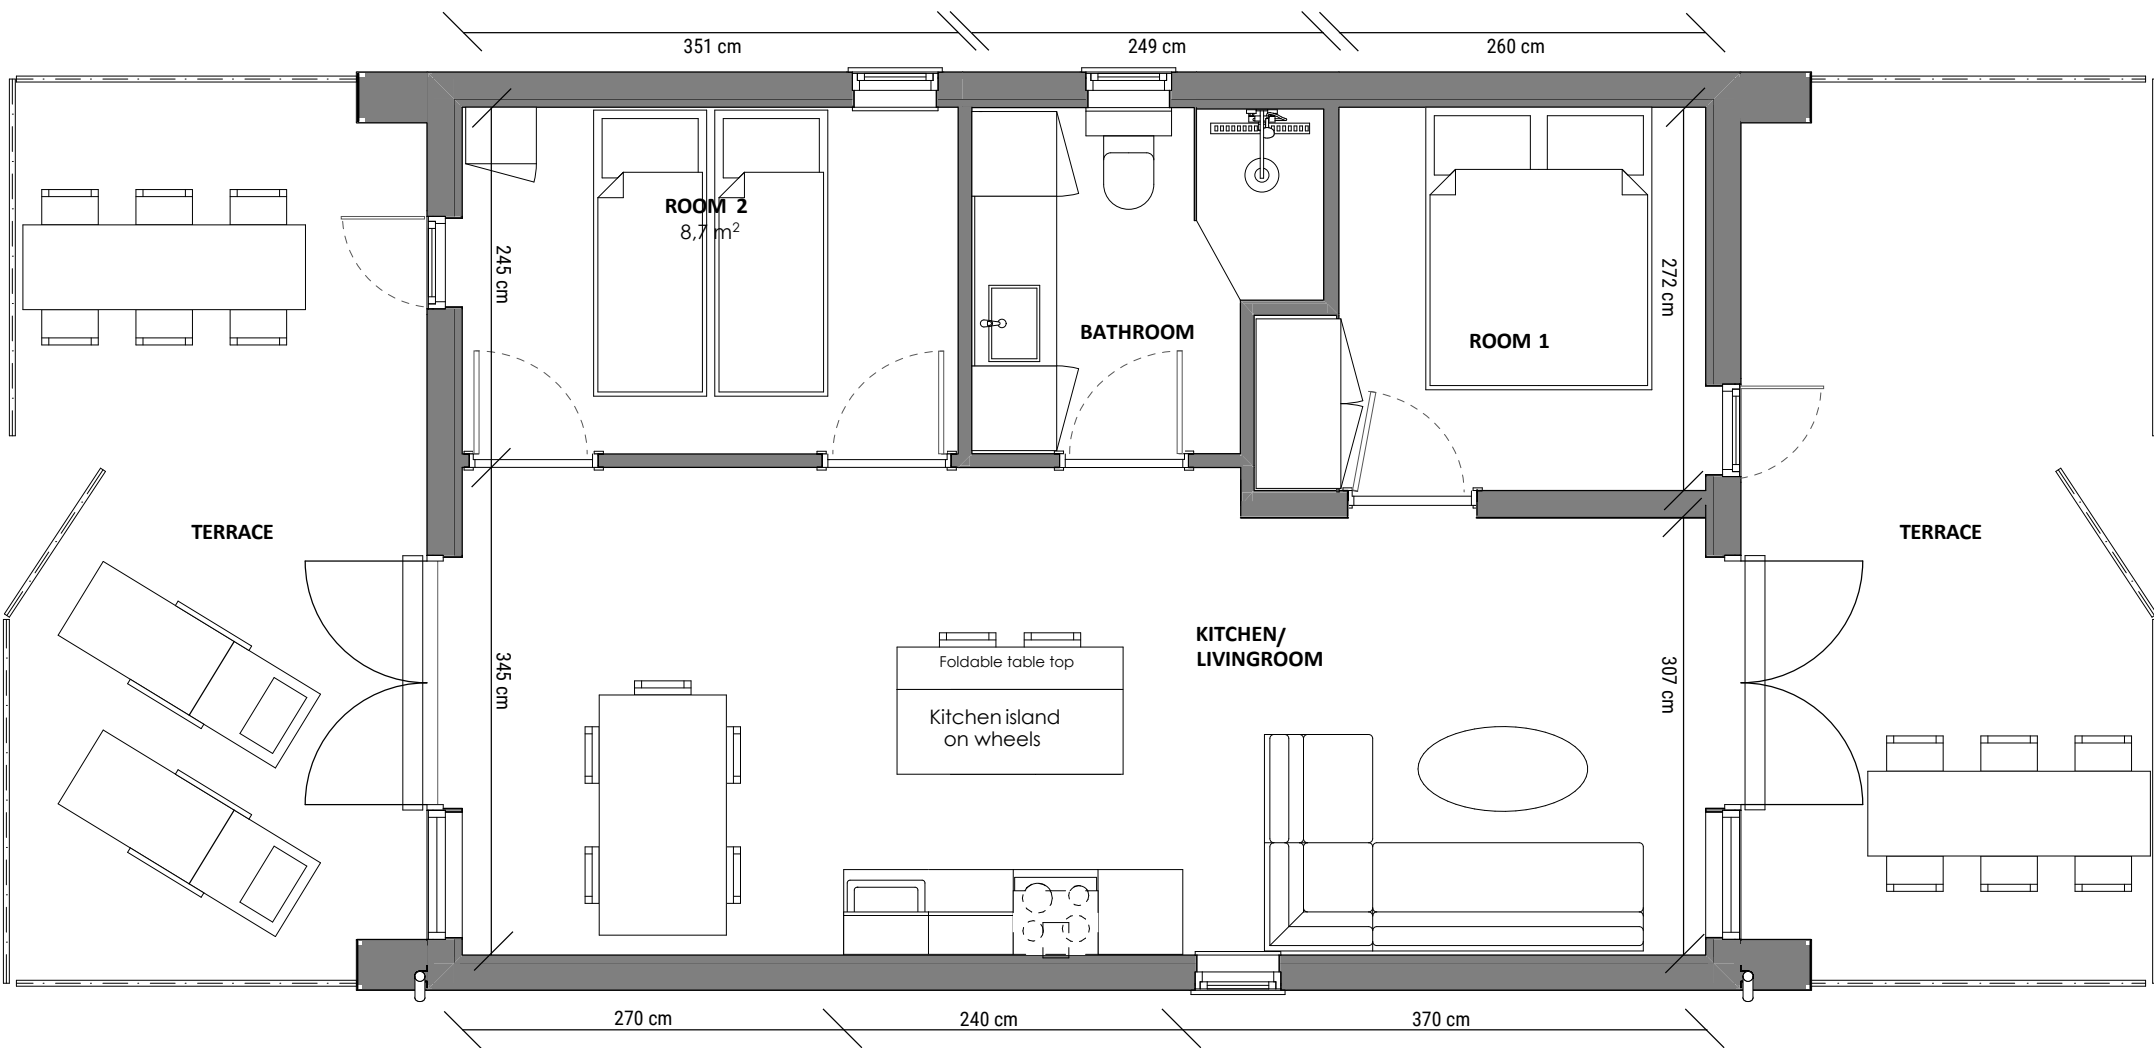 351 cm
249 cm
260 cm
ROOM 2
8,7 m²
245 cm
272 cm
BATHROOM
ROOM 1
TERRACE
TERRACE
KITCHEN/
LIVINGROOM
Foldable table top
Kitchen island
on wheels
345 cm
307 cm
270 cm
240 cm
370 cm